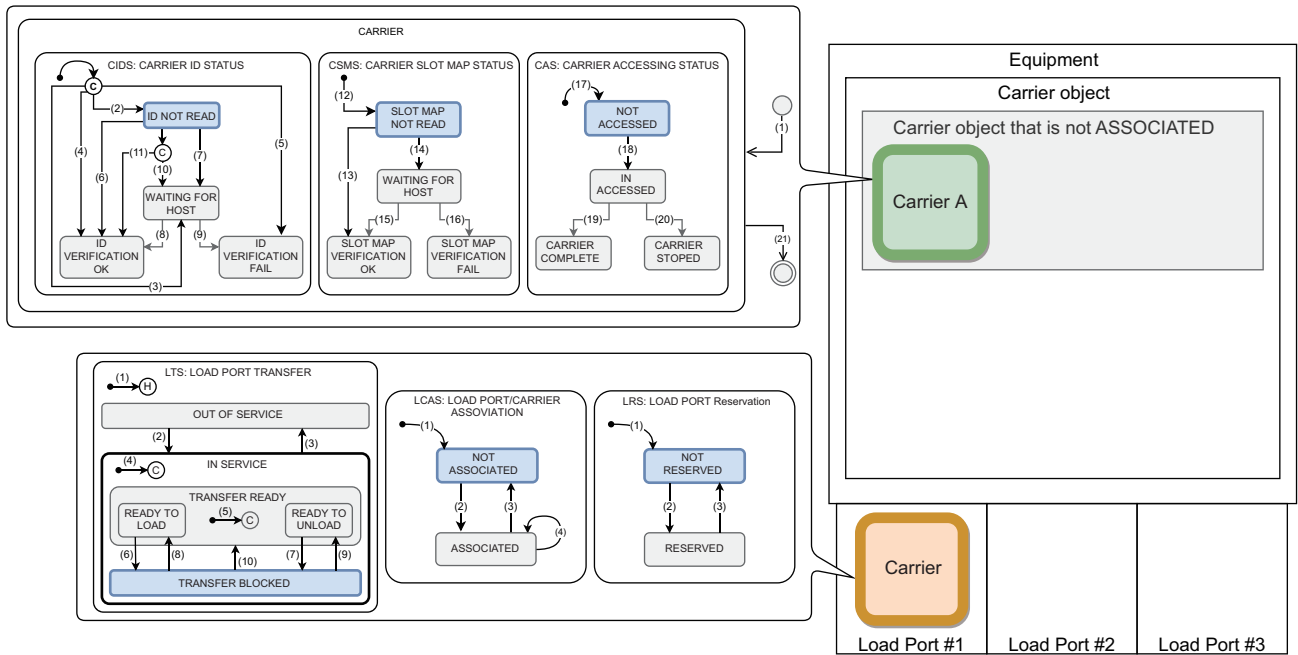 CARRIER
CIDS: CARRIER ID STATUS
C
(2)
ID NOT READ
(4)
(6)
(11)
C
(10)
(7)
(5)
WAITING FOR
HOST
(8)
(9)
ID
VERIFICATION
OK
ID
VERIFICATION
FAIL
(3)
CSMS: CARRIER SLOT MAP STATUS
(12)
SLOT MAP
NOT READ
(14)
(13)
WAITING FOR
HOST
(15)
(16)
SLOT MAP
VERIFICATION
OK
SLOT MAP
VERIFICATION
FAIL
CAS: CARRIER ACCESSING STATUS
(17)
NOT
ACCESSED
(18)
IN
ACCESSED
(19)
(20)
CARRIER
COMPLETE
CARRIER
STOPED
(1)
(21)
Equipment
Carrier object
Carrier object that is not ASSOCIATED
Carrier A
LTS: LOAD PORT TRANSFER
(1)
H
OUT OF SERVICE
(2)
(3)
IN SERVICE
(4)
C
TRANSFER READY
READY TO
LOAD
(5)
C
READY TO
UNLOAD
(6)
(8)
(10)
(7)
(9)
TRANSFER BLOCKED
LCAS: LOAD PORT/CARRIER
ASSOVIATION
(1)
NOT
ASSOCIATED
(2)
(3)
(4)
ASSOCIATED
LRS: LOAD PORT Reservation
(1)
NOT
RESERVED
(2)
(3)
RESERVED
Carrier
Load Port #1
Load Port #2
Load Port #3